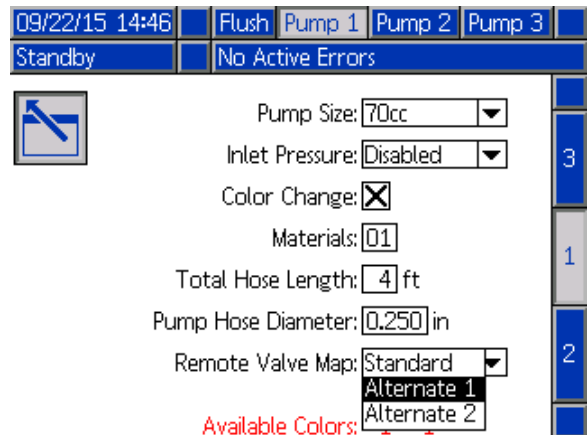 09/22/15 14:46 Flush Pump 1 Pump 2 Pump 3
Standby No Active Errors
Pump Size: 70cc
Inlet Pressure: Disabled
3
Color Change:
Materials: 01
1
Total Hose Length: 4 ft
Pump Hose Diameter: 0.250 in
Remote Valve Map: Standard
2
Alternate 1
Alternate 2
Available Colors: